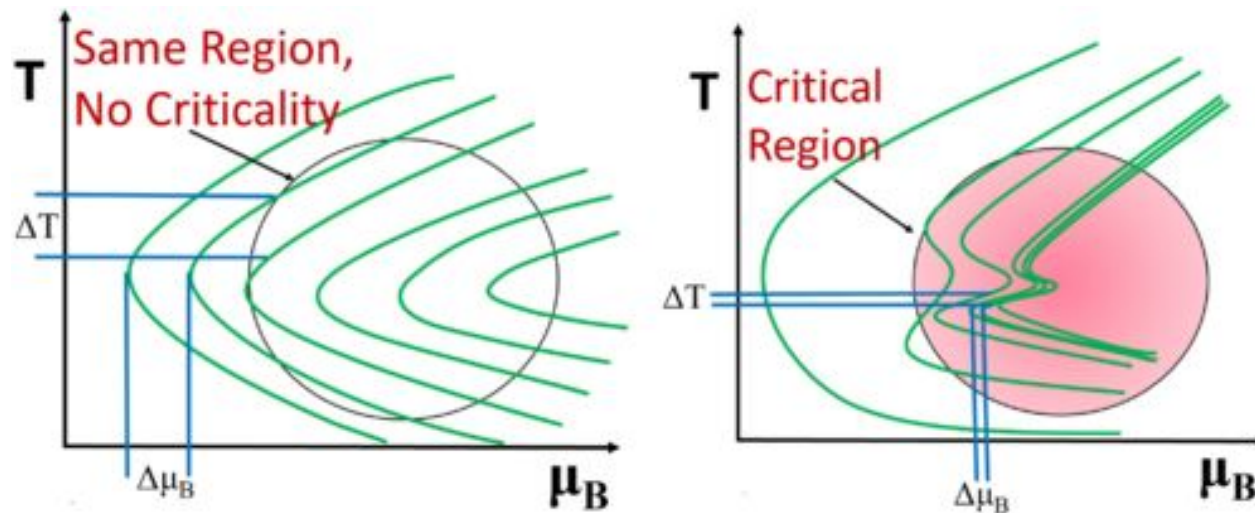 Same Region,
No Criticality
T
ΔT
Δμ_B
μ_B
Critical
Region
T
ΔT
Δμ_B
μ_B